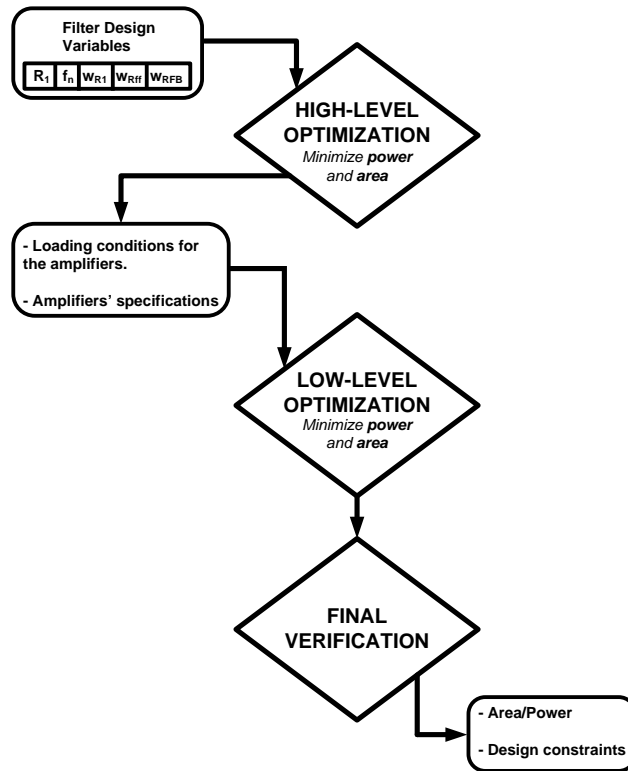 Filter Design
Variables
R1 fn wR1 wRff wRFB
HIGH-LEVEL
OPTIMIZATION
Minimize power
and area
- Loading conditions for
the amplifiers.
- Amplifiers' specifications
LOW-LEVEL
OPTIMIZATION
Minimize power
and area
FINAL
VERIFICATION
- Area/Power
- Design constraints